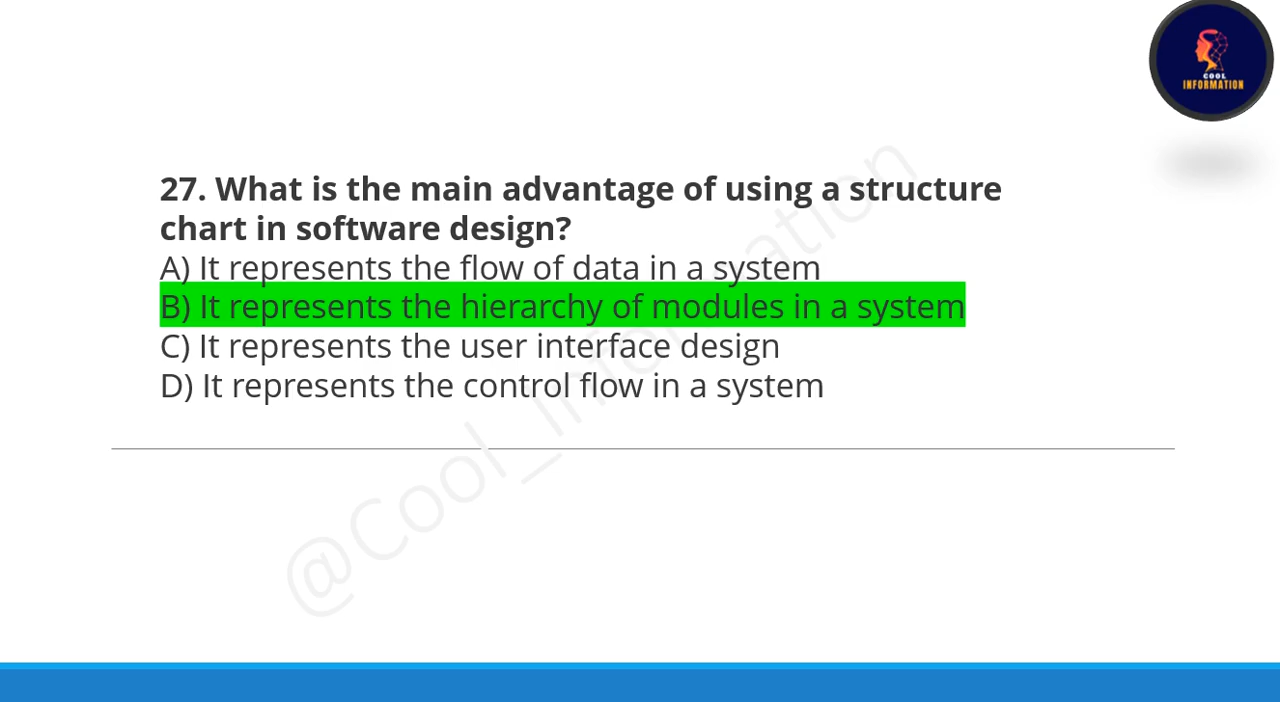 COOL
INFORMATION
27. What is the main advantage of using a structure
chart in software design?
A) It represents the flow of data in a system
B) It represents the hierarchy of modules in a system
C) It represents the user interface design
D) It represents the control flow in a system
@Cool_Information